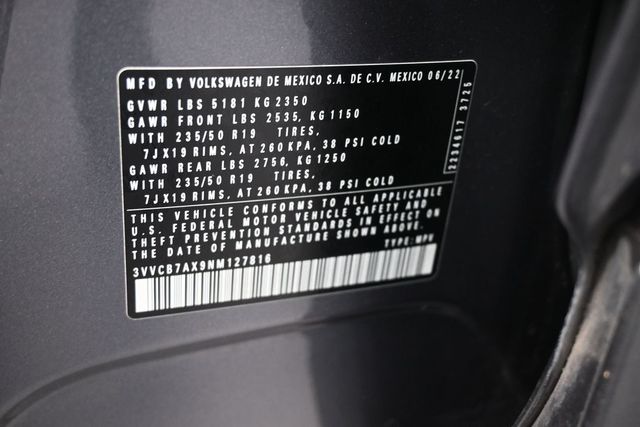 MFD BY VOLKSWAGEN DE MEXICO S.A. DE C.V. MEXICO 06/22
GVWR LBS 5181 KG 2350
GAWR FRONT LBS 2535, KG 1150
WITH 235/50 R19 TIRES,
7JX19 RIMS, AT 260 KPA, 38 PSI COLD
GAWR REAR LBS 2756, KG 1250
WITH 235/50 R19 TIRES,
7JX19 RIMS, AT 260 KPA, 38 PSI COLD
THIS VEHICLE CONFORMS TO ALL APPLICABLE
U.S. FEDERAL MOTOR VEHICLE SAFETY AND
THEFT PREVENTION STANDARDS IN EFFECT ON
THE DATE OF MANUFACTURE SHOWN ABOVE.
3VVCB7AX9NM127816 TYPE: MPV
2234617 3725